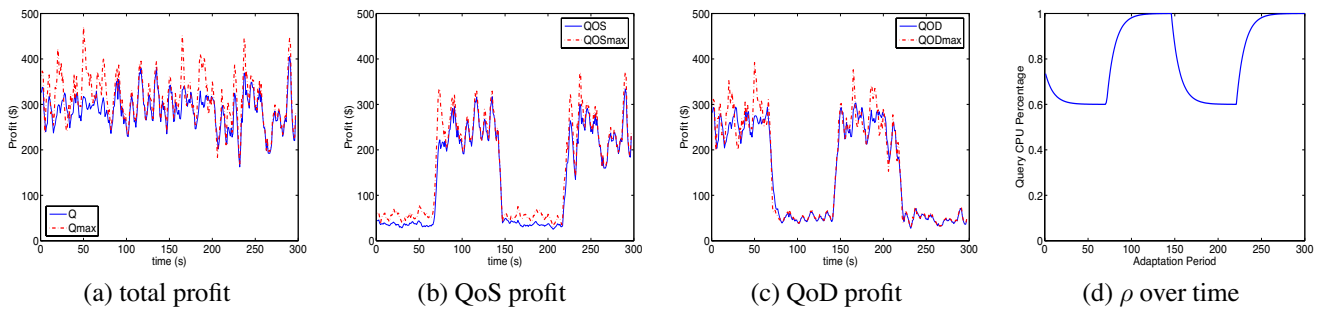 500
400
300
200
100
0
Profit ($)
Q
Qmax
0 50 100 150 200 250 300
time (s)
(a) total profit
500
400
300
200
100
0
Profit ($)
QOS
QOSmax
0 50 100 150 200 250 300
time (s)
(b) QoS profit
500
400
300
200
100
0
Profit ($)
QOD
QODmax
0 50 100 150 200 250 300
time (s)
(c) QoD profit
1
0.8
0.6
0.4
0.2
0
Query CPU Percentage
0 50 100 150 200 250 300
Adaptation Period
(d) ρ over time